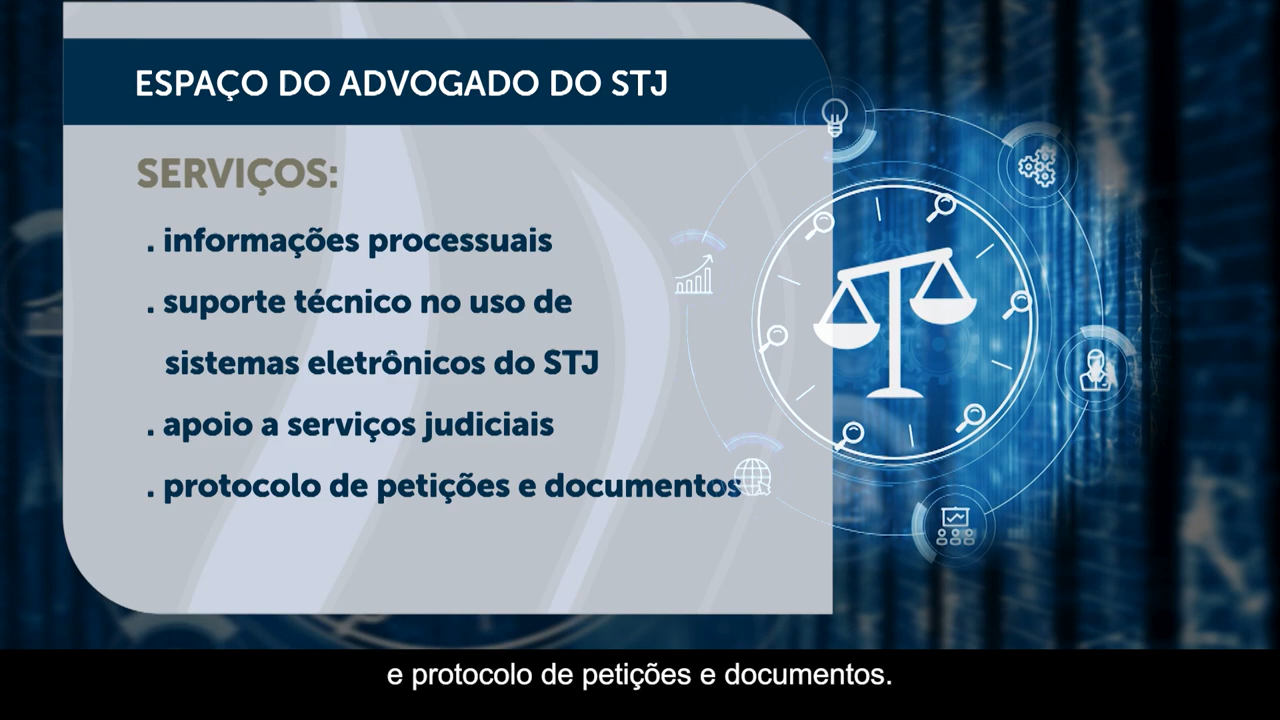 ESPAÇO DO ADVOGADO DO STJ
SERVIÇOS:
. informações processuais
. suporte técnico no uso de
sistemas eletrônicos do STJ
. apoio a serviços judiciais
. protocolo de petições e documentos
e protocolo de petições e documentos.